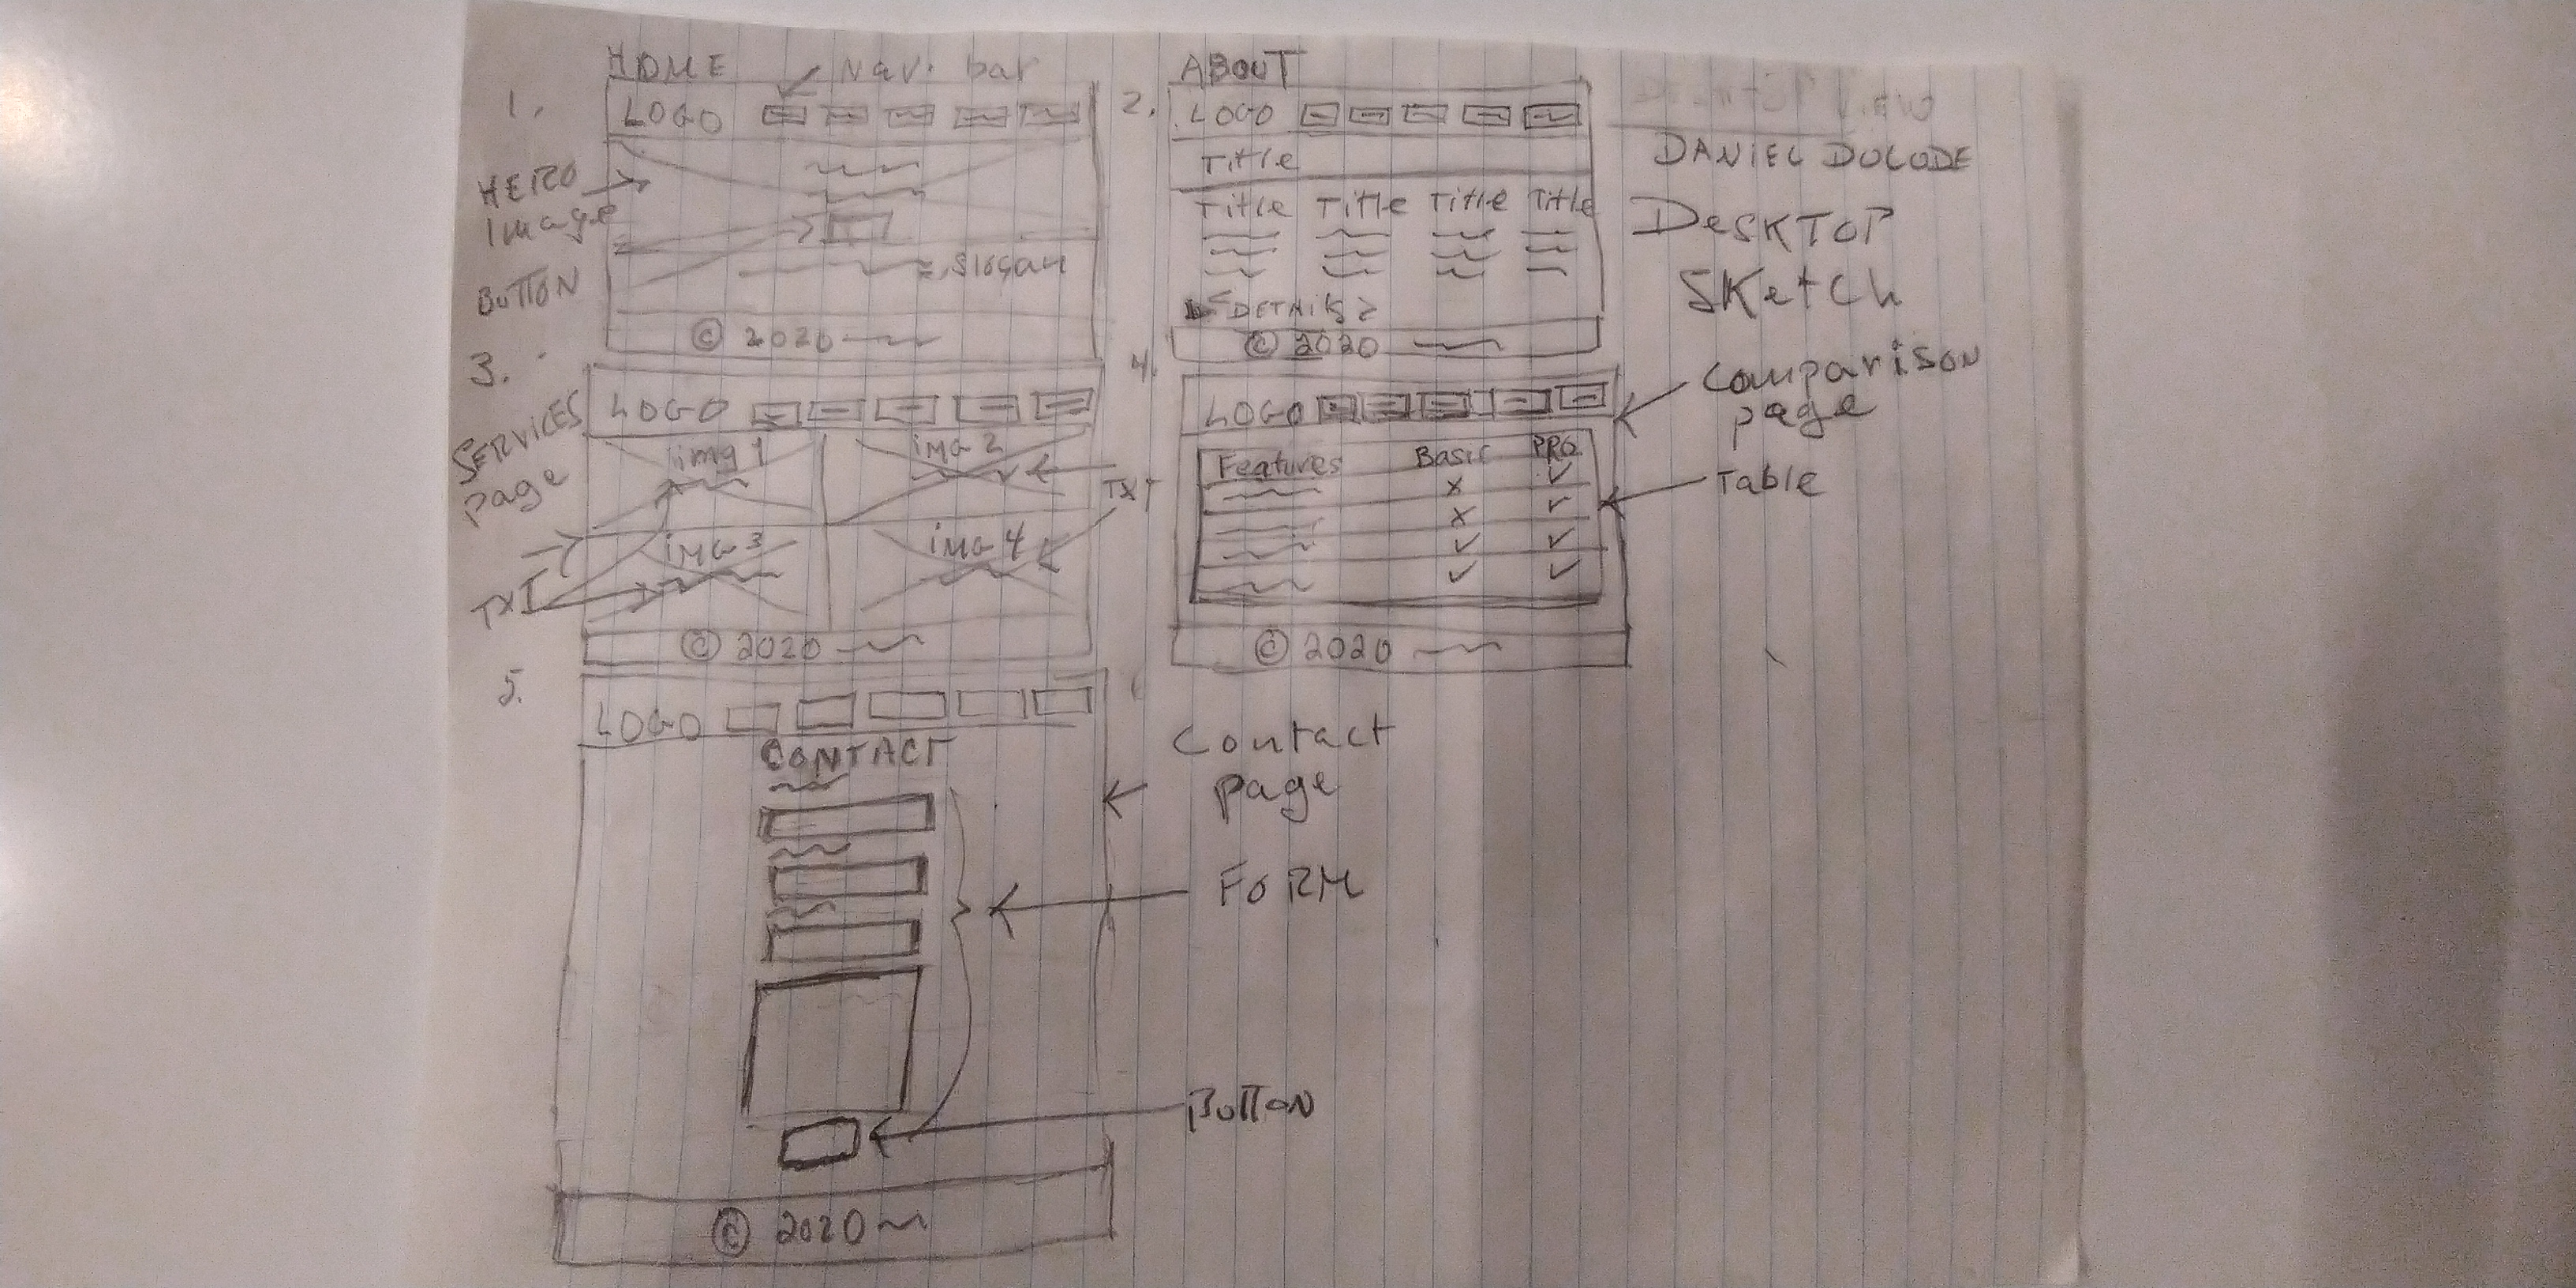 HOME
Nav. bar
1.
LOGO
HERO
Image
BUTTON
Slogan
© 2020
ABOUT
2.
LOGO
Title
Title Title Title Title
<DETAILS>
© 2020
DANIEL DOLODE
DESKTOP
SKetch
3.
SERVICES
page
LOGO
img 1
img 2
TXT
img 3
img 4
TXT
© 2020
4.
LOGO
Features Basic PRO
x ✓
x ✓
✓ ✓
✓ ✓
© 2020
Comparison
page
Table
5.
LOGO
CONTACT
Contact
page
FORM
BUTTON
© 2020